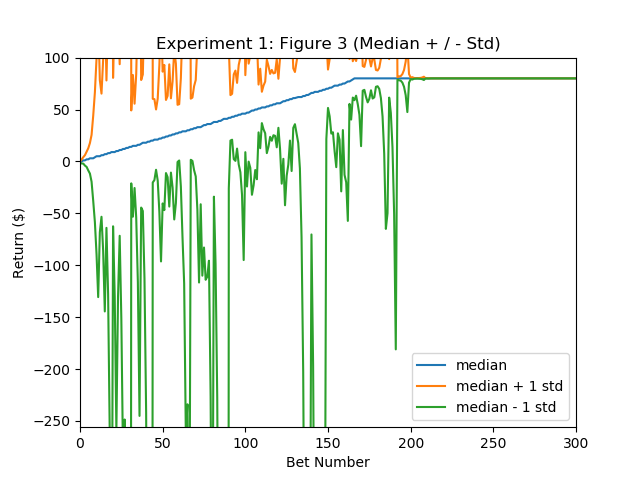 Experiment 1: Figure 3 (Median + / - Std)
Return ($)
100
50
0
−50
−100
−150
−200
−250
0 50 100 150 200 250 300
Bet Number
median
median + 1 std
median - 1 std